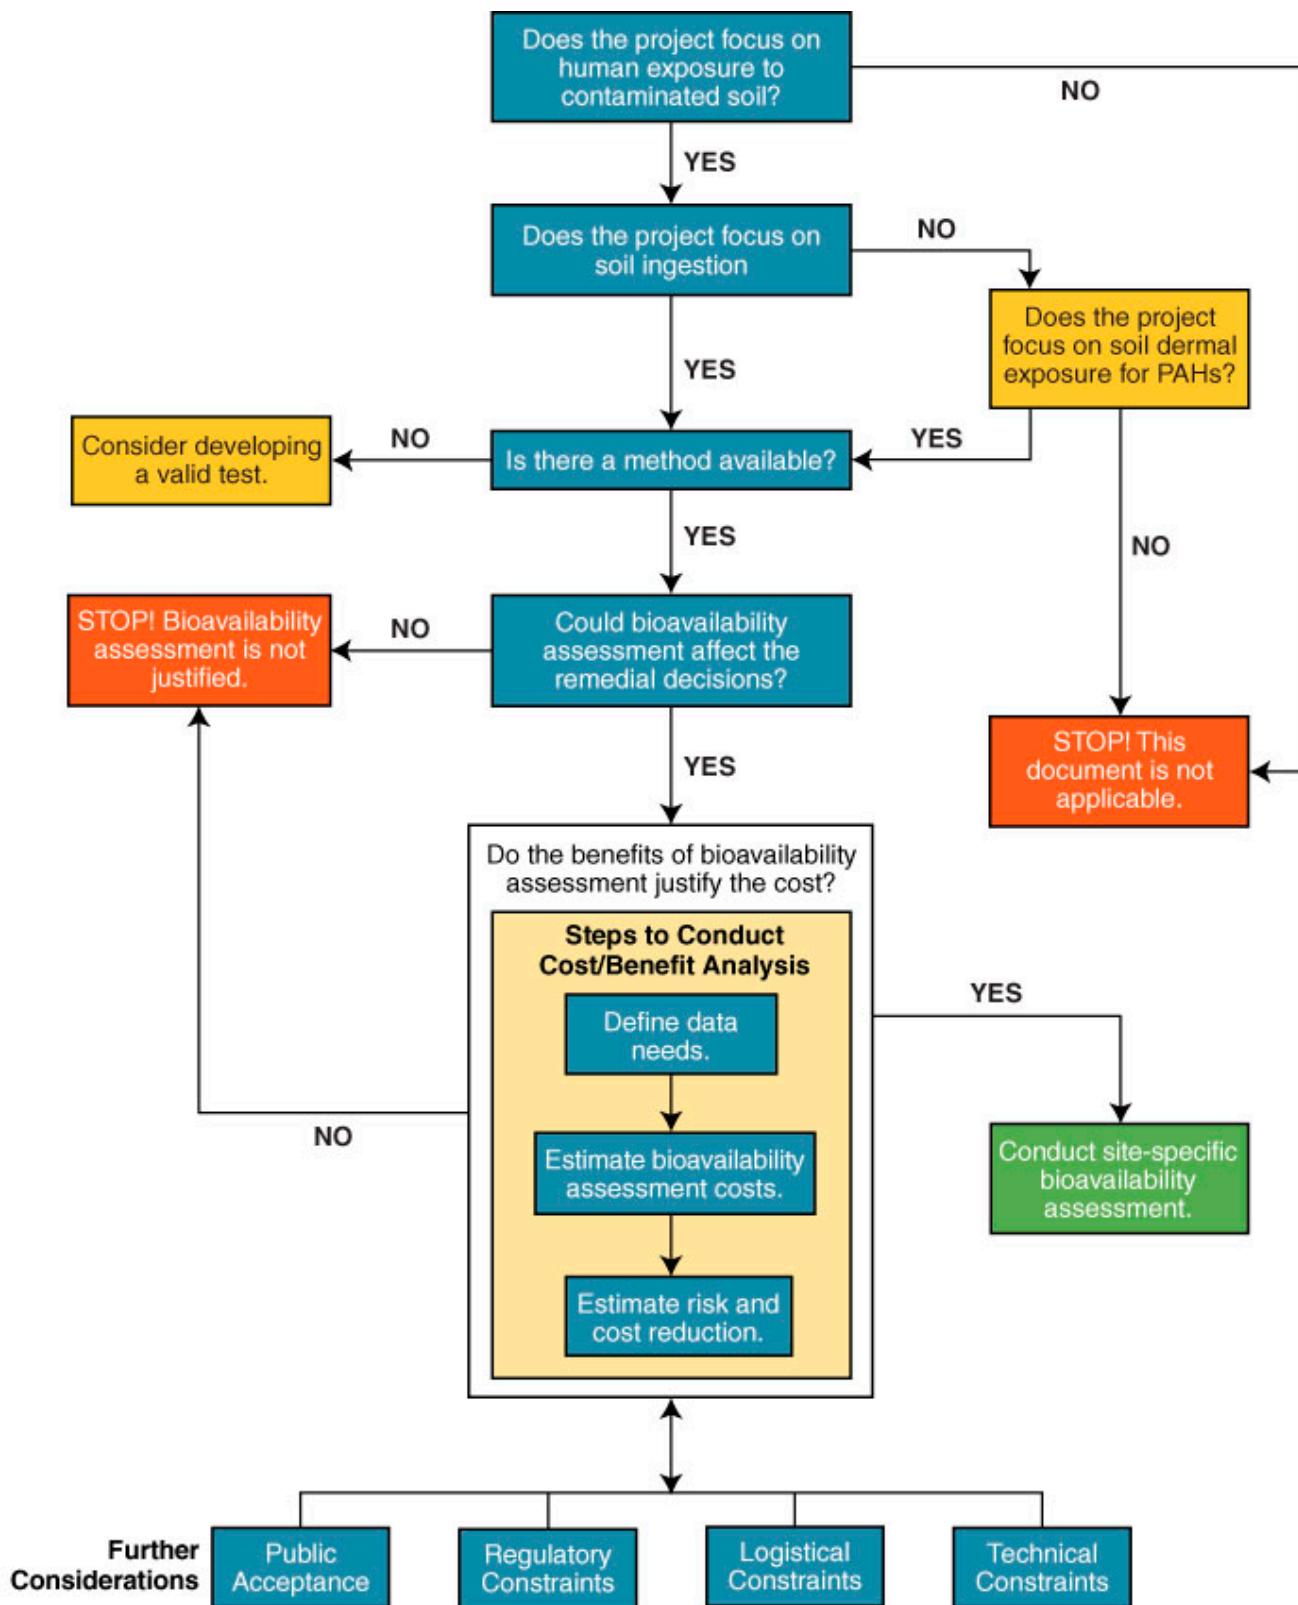 Does the project focus on
human exposure to
contaminated soil?
NO
YES
Does the project focus on
soil ingestion
NO
Does the project
focus on soil dermal
exposure for PAHs?
YES
Consider developing
a valid test.
NO
Is there a method available?
YES
YES
NO
STOP! Bioavailability
assessment is not
justified.
NO
Could bioavailability
assessment affect the
remedial decisions?
STOP! This
document is not
applicable.
YES
Do the benefits of bioavailability
assessment justify the cost?
Steps to Conduct
Cost/Benefit Analysis
Define data
needs.
YES
NO
Estimate bioavailability
assessment costs.
Conduct site-specific
bioavailability
assessment.
Estimate risk and
cost reduction.
Further
Considerations
Public
Acceptance
Regulatory
Constraints
Logistical
Constraints
Technical
Constraints